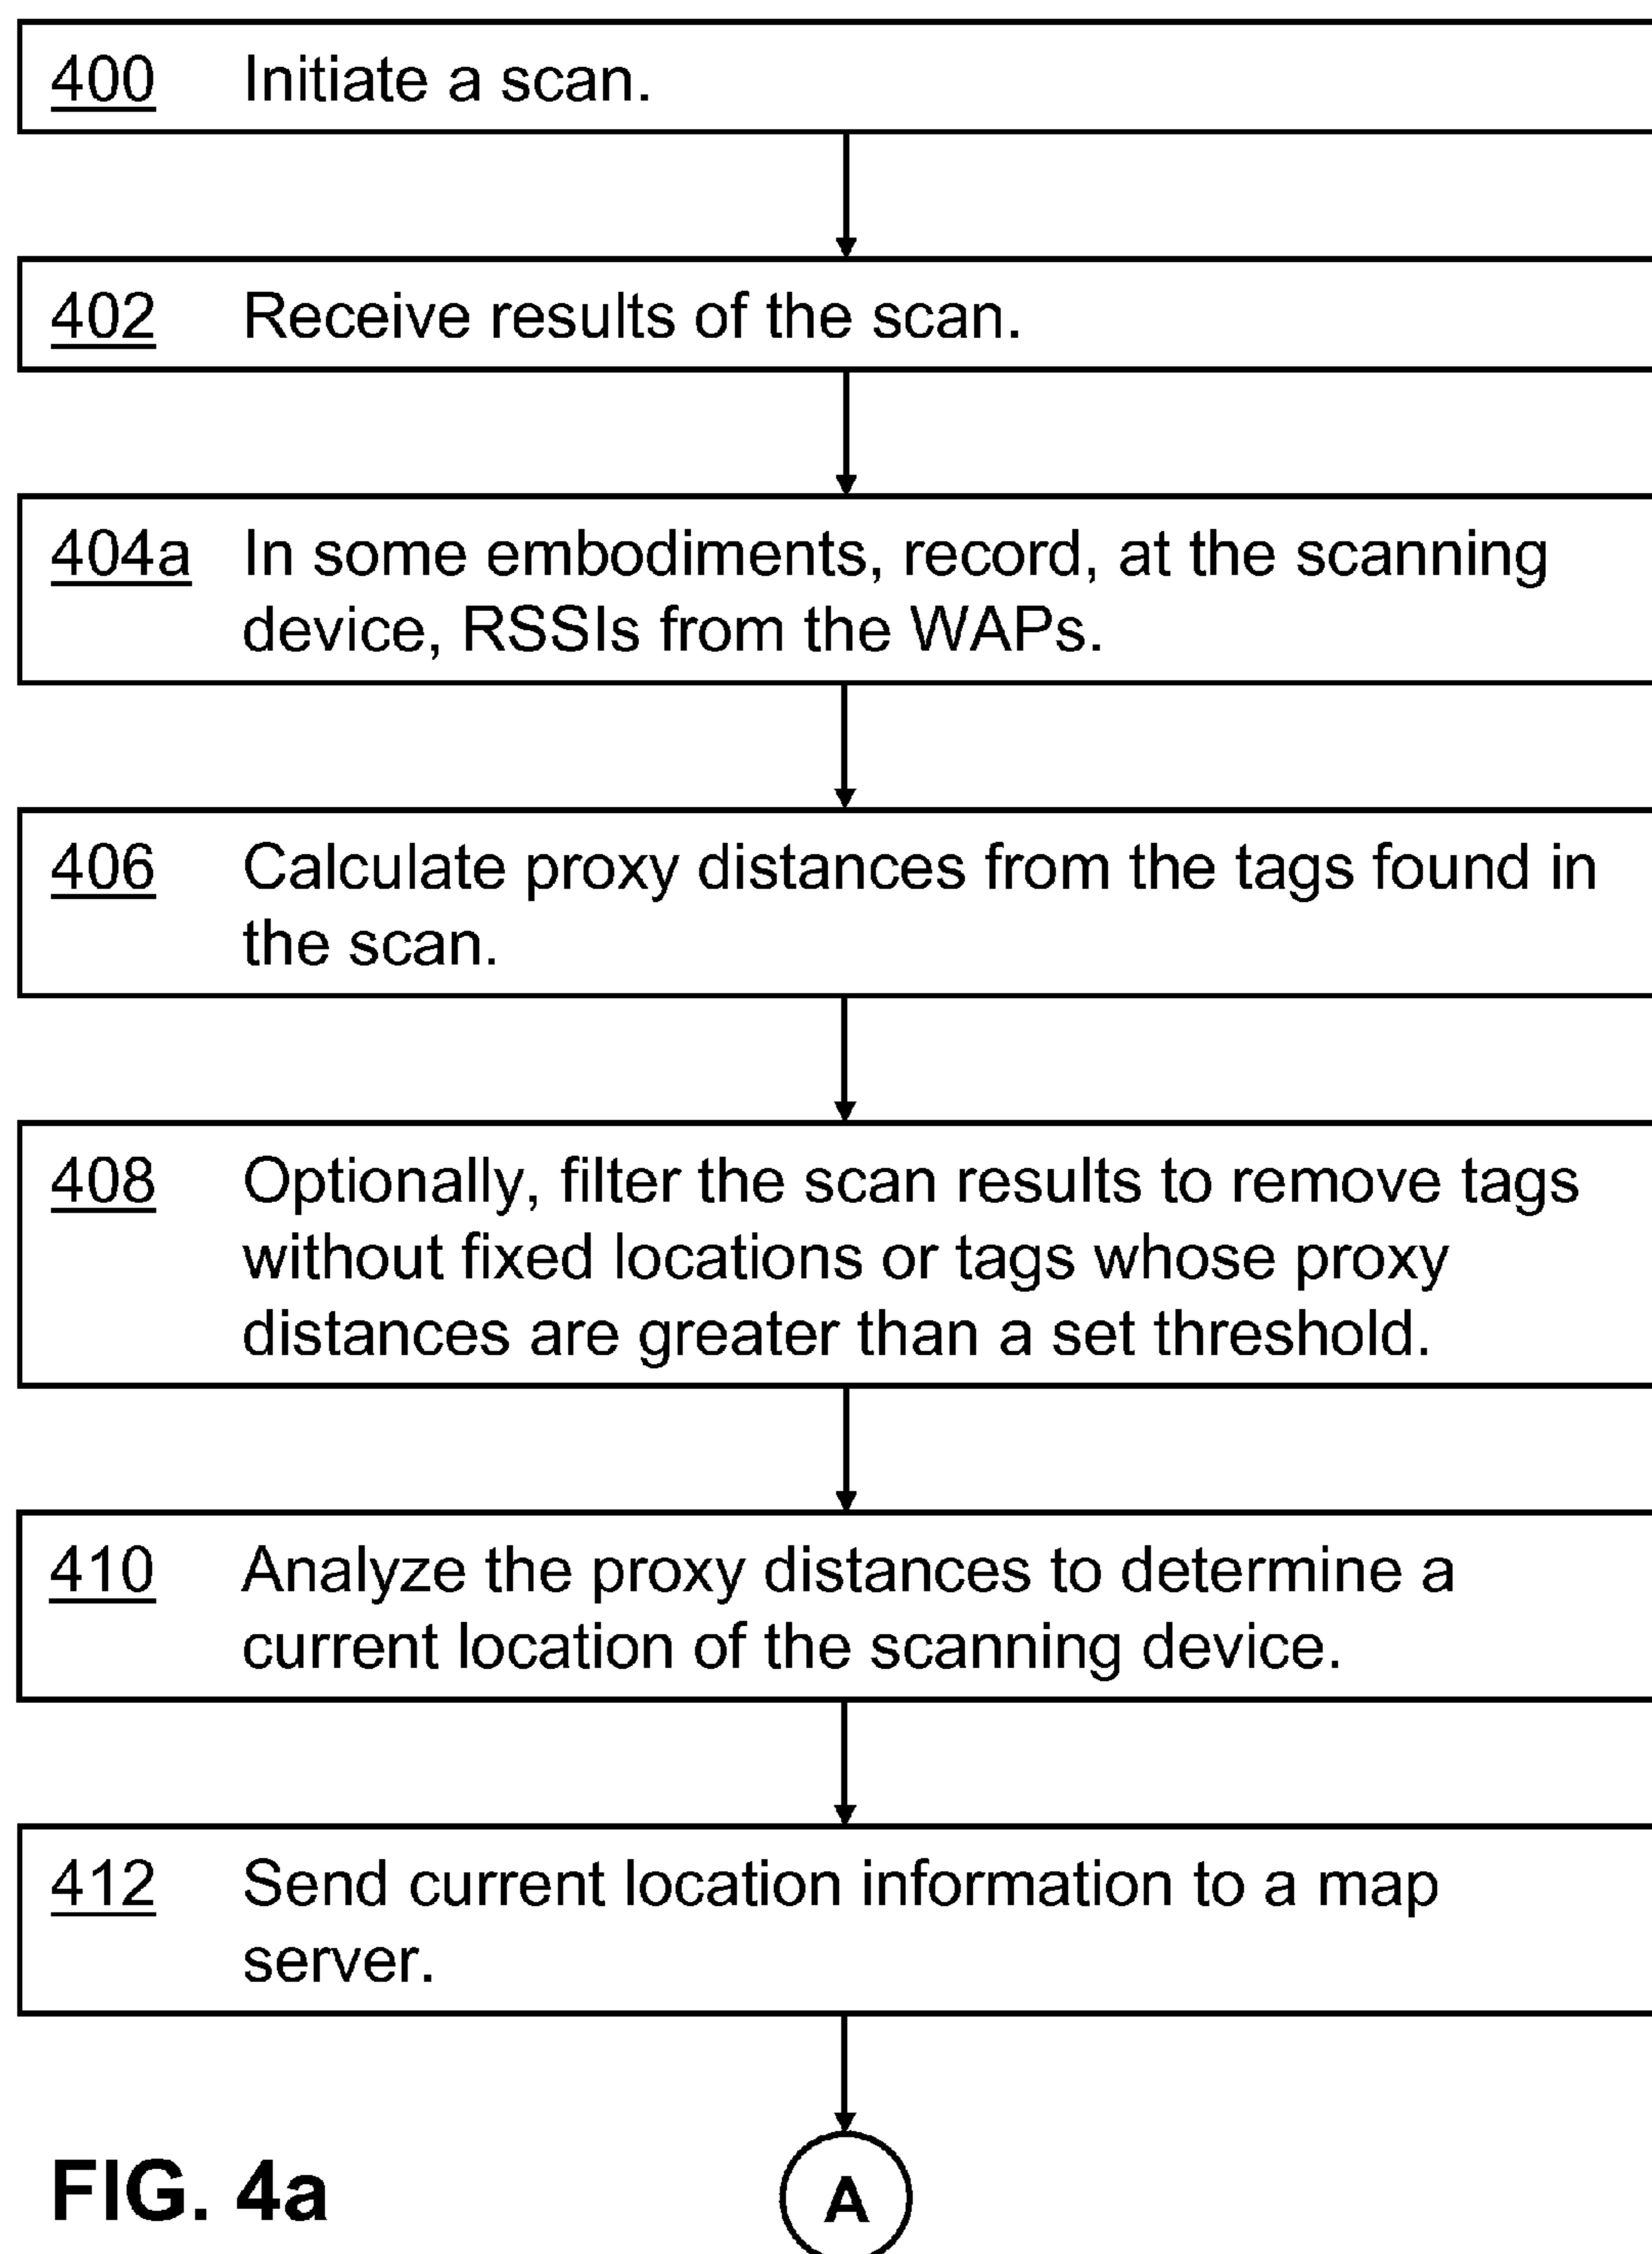 400 Initiate a scan.
402 Receive results of the scan.
404a In some embodiments, record, at the scanning
device, RSSIs from the WAPs.
406 Calculate proxy distances from the tags found in
the scan.
408 Optionally, filter the scan results to remove tags
without fixed locations or tags whose proxy
distances are greater than a set threshold.
410 Analyze the proxy distances to determine a
current location of the scanning device.
412 Send current location information to a map
server.
FIG. 4a
A